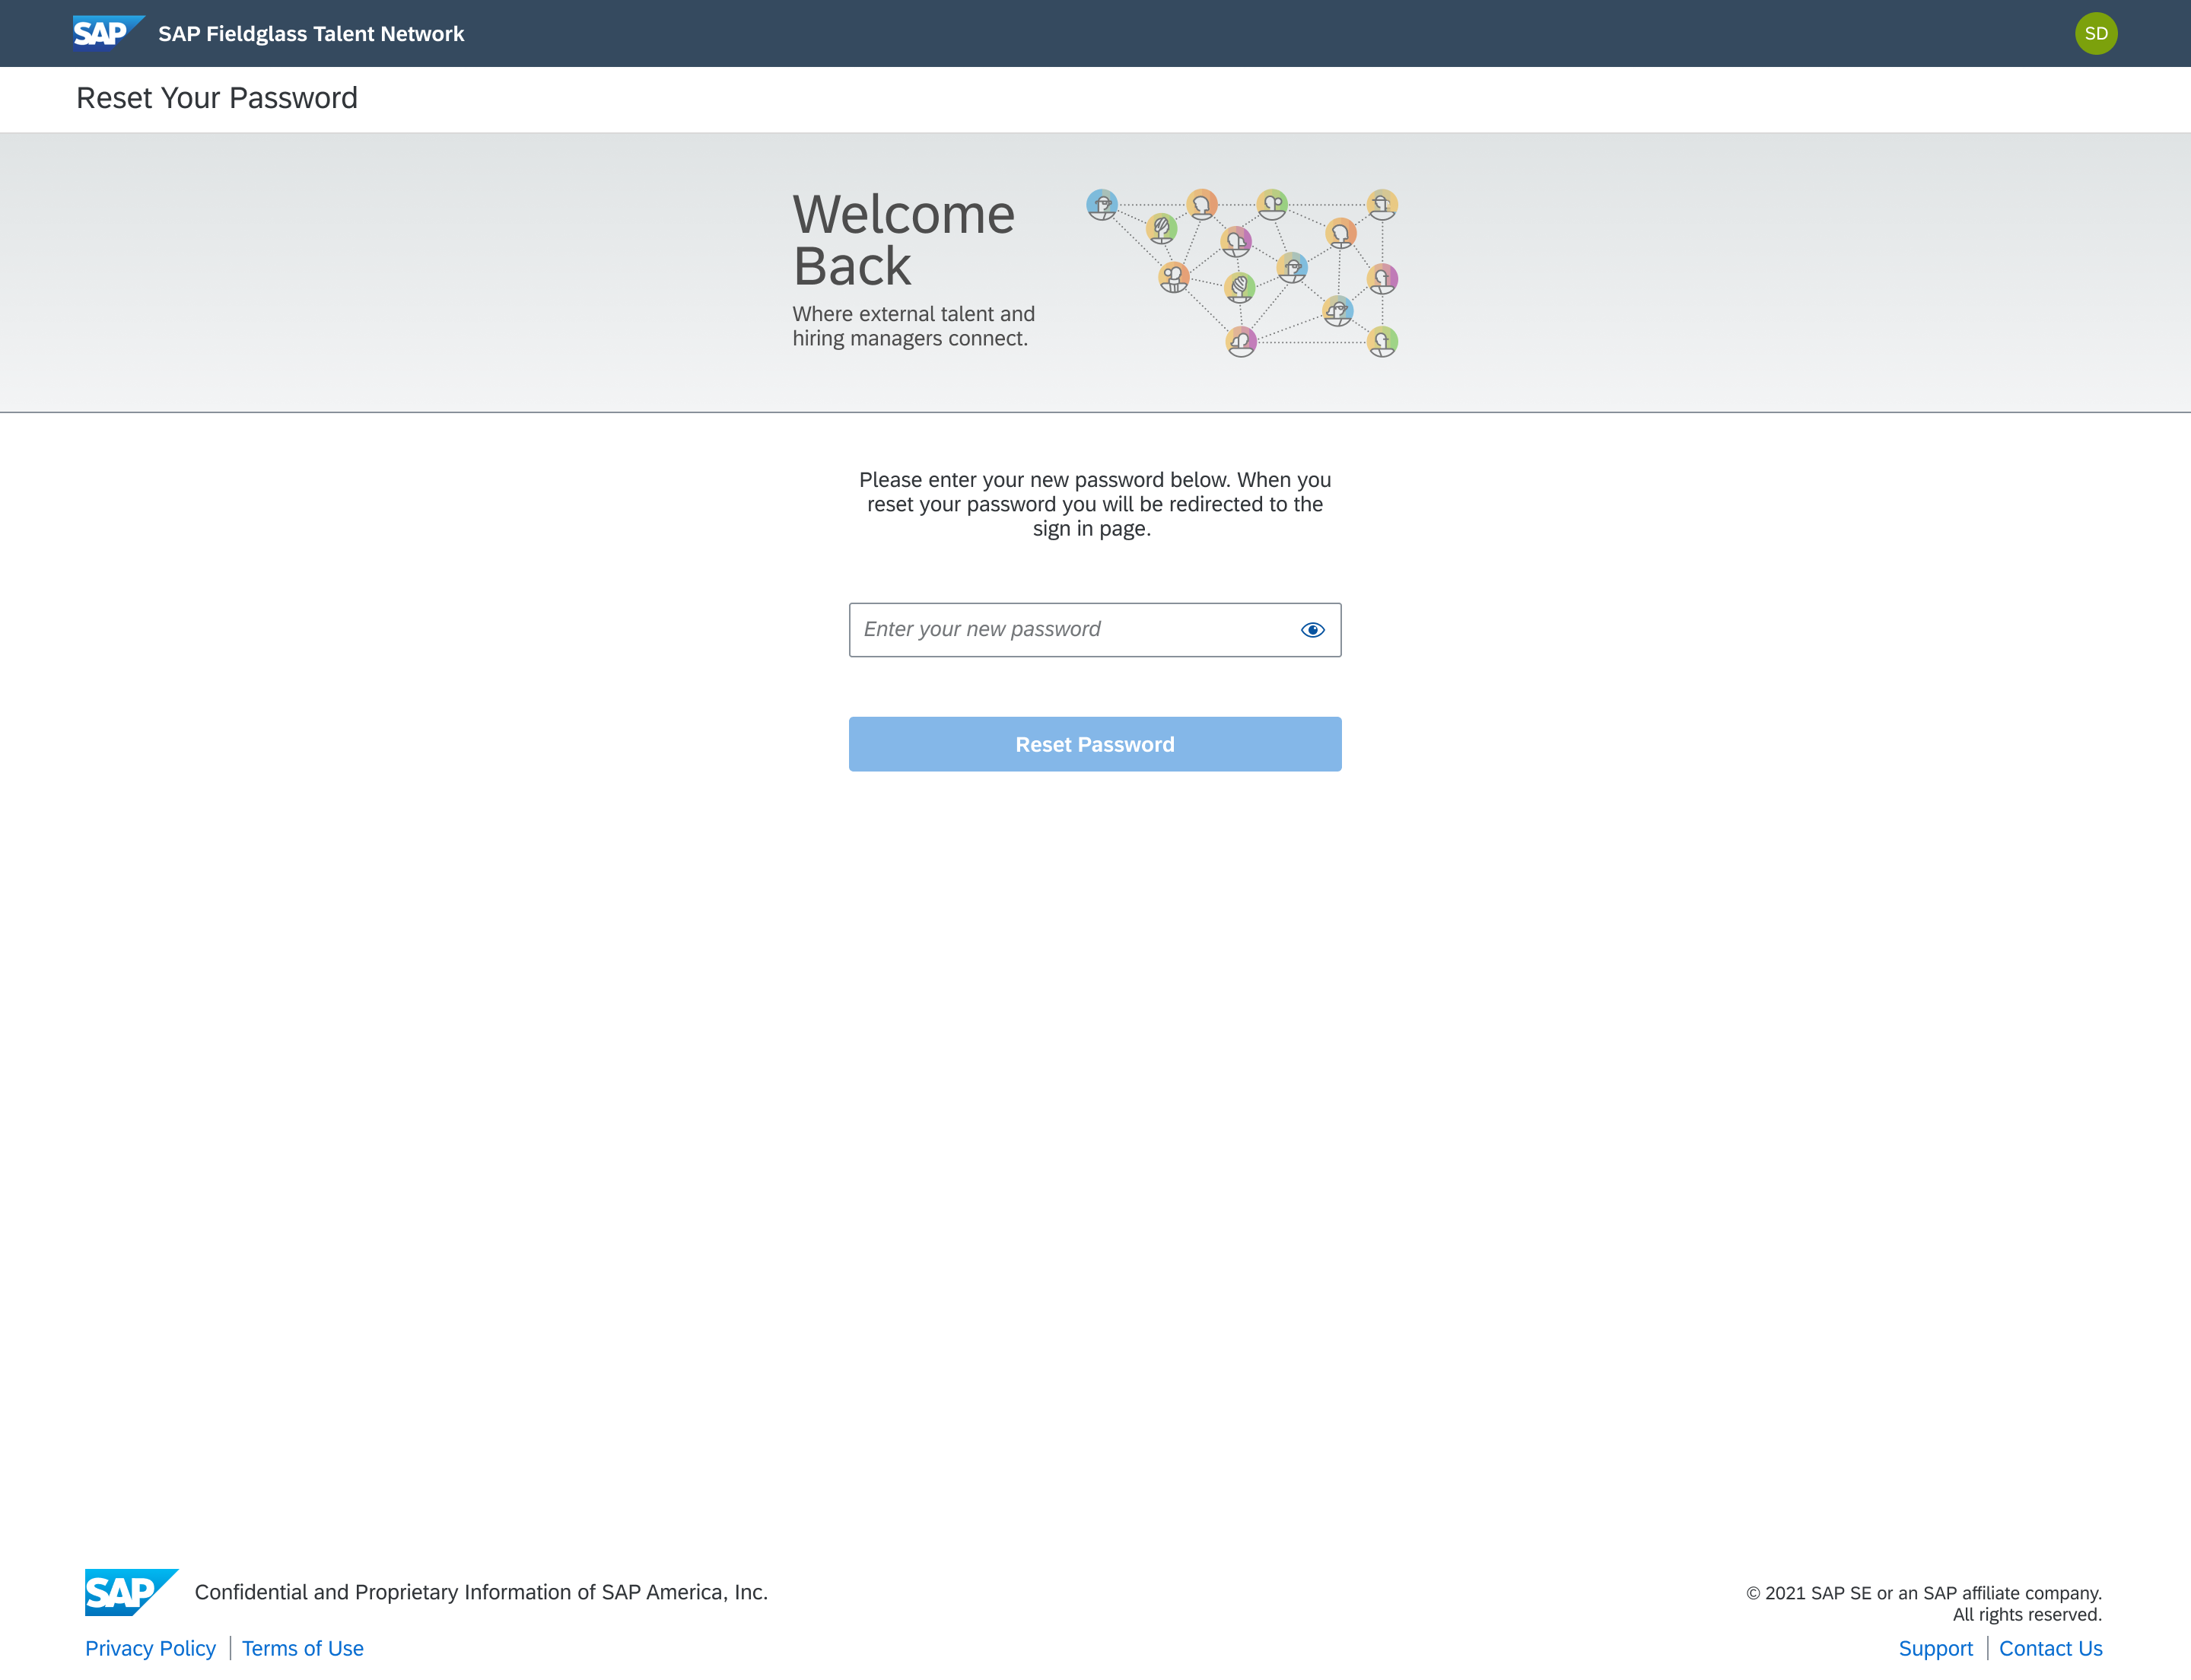 SAP SAP Fieldglass Talent Network SD
Reset Your Password
Welcome
Back
Where external talent and
hiring managers connect.
Please enter your new password below. When you
reset your password you will be redirected to the
sign in page.
Enter your new password
Reset Password
SAP Confidential and Proprietary Information of SAP America, Inc.
Privacy Policy
Terms of Use
© 2021 SAP SE or an SAP affiliate company.
All rights reserved.
Support
Contact Us